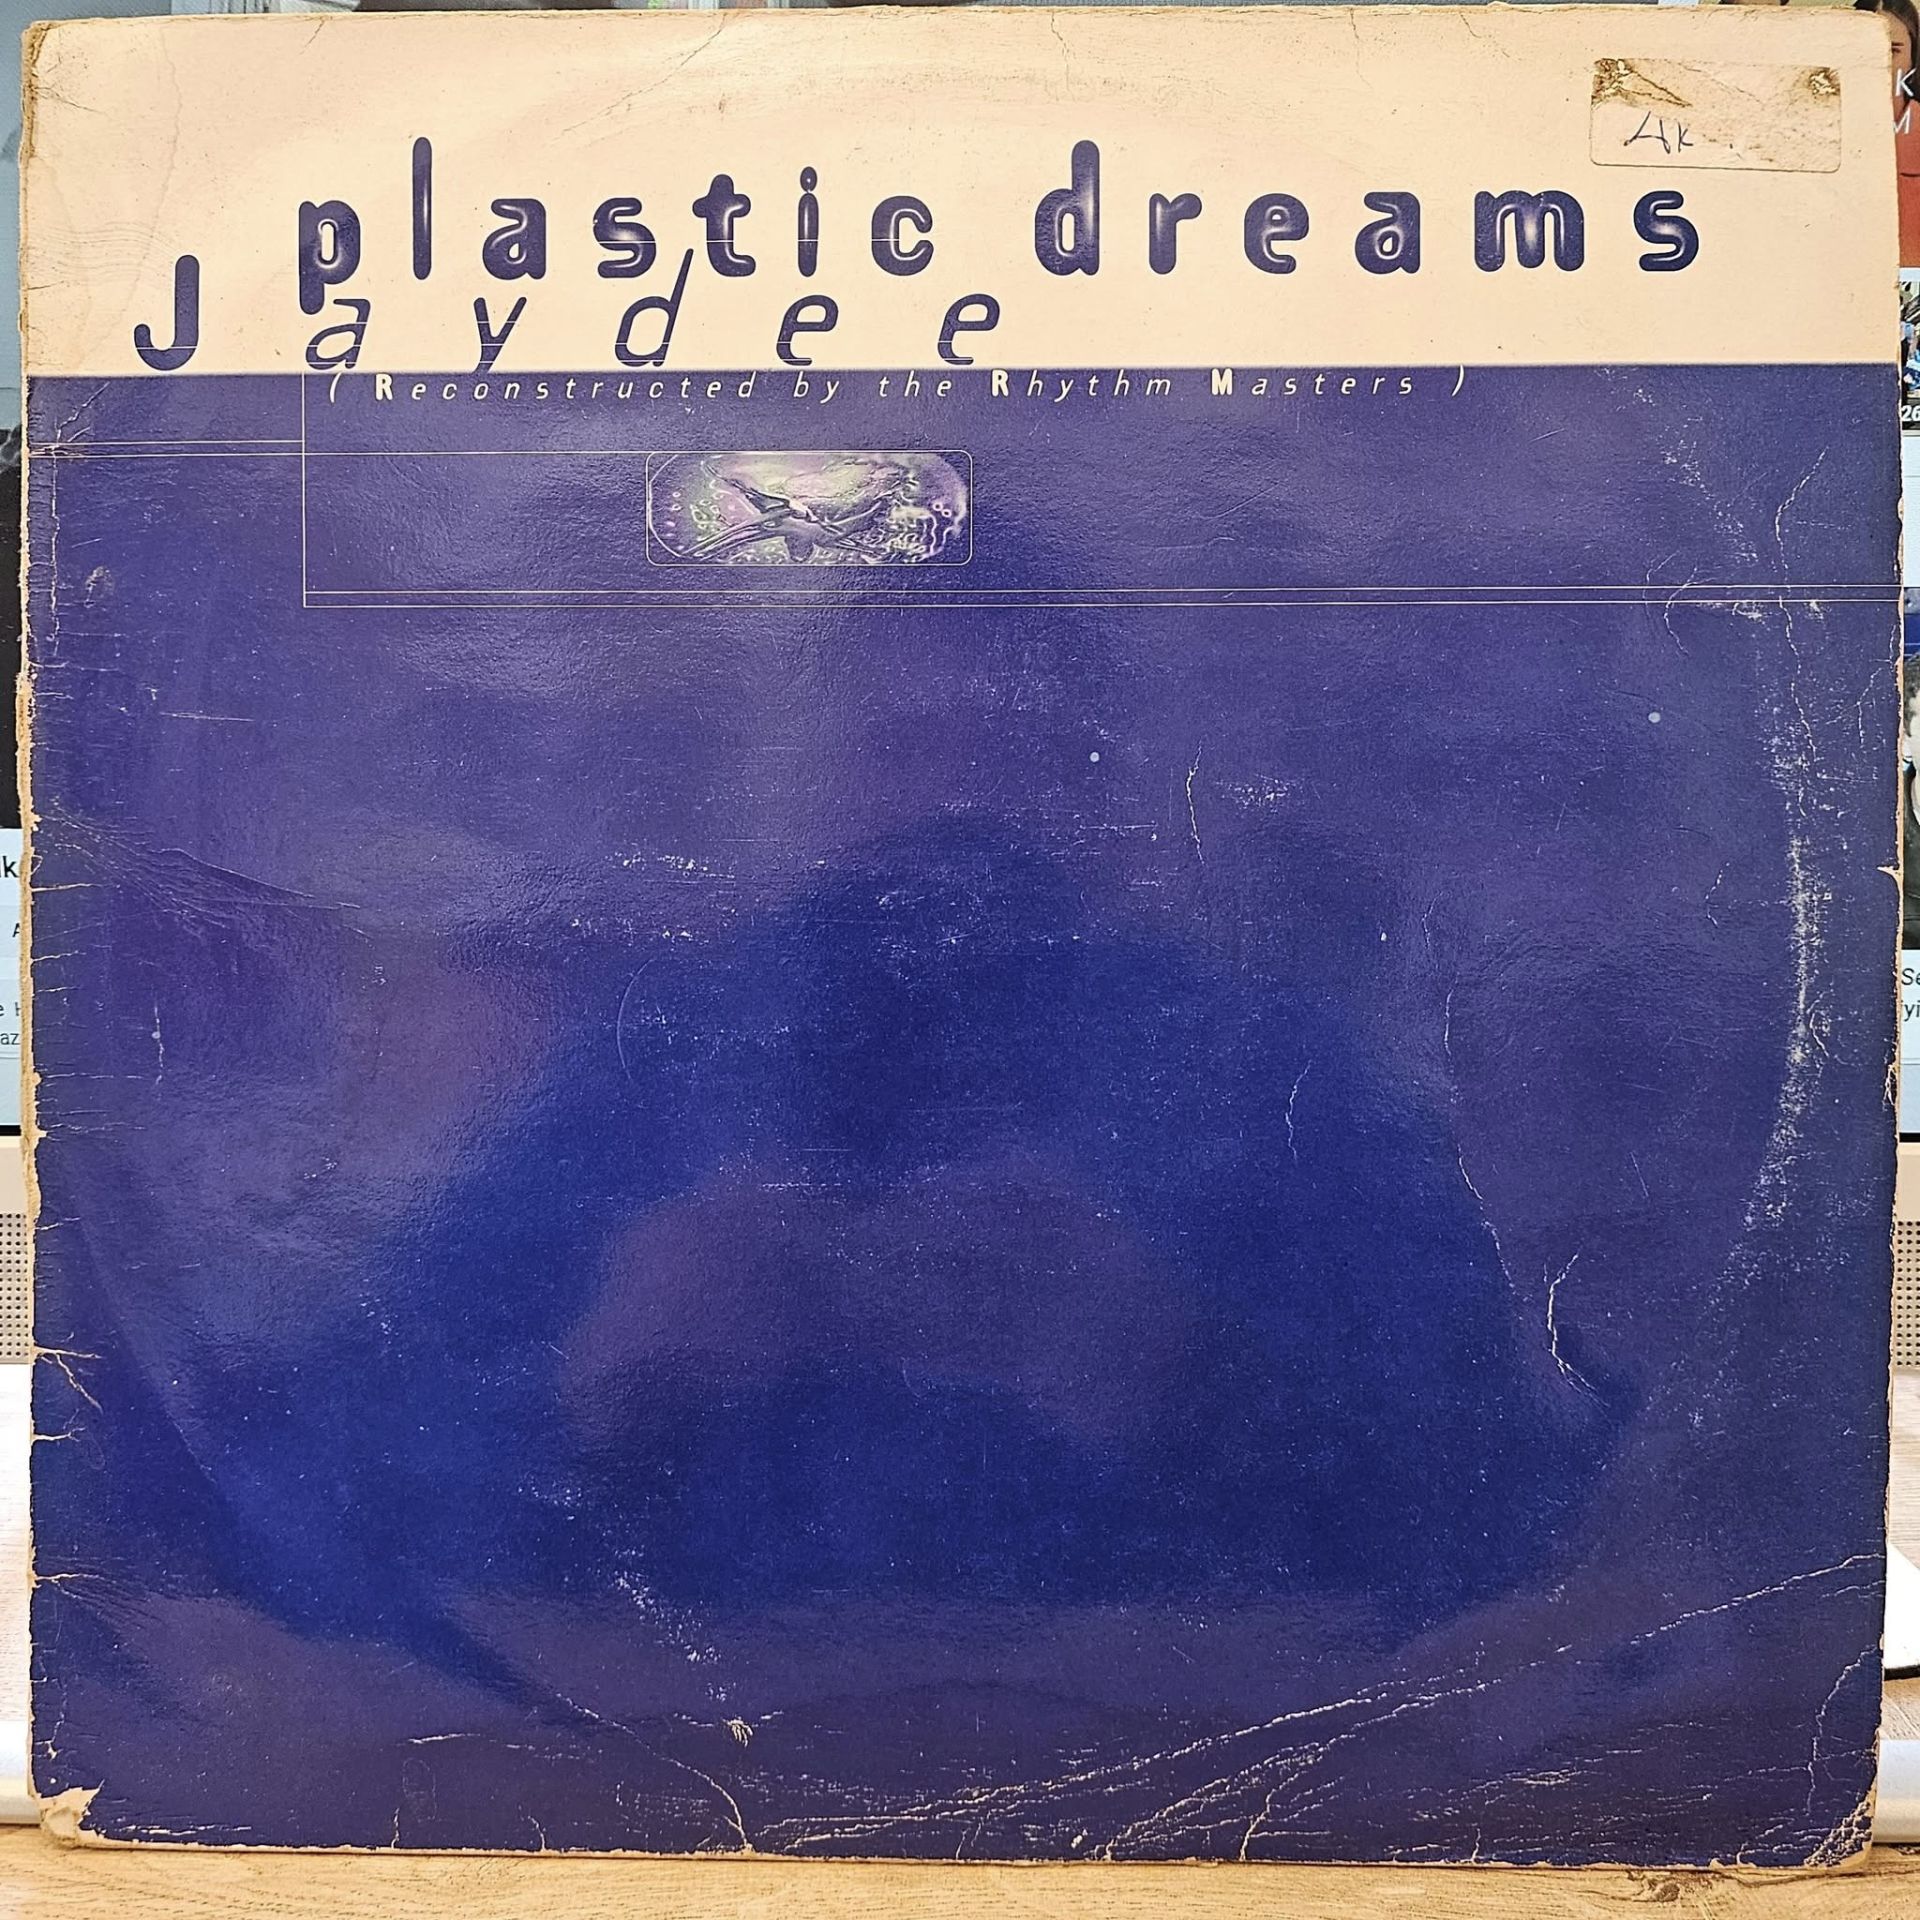 plastic dreams
Jaydee
( Reconstructed by the Rhythm Masters )